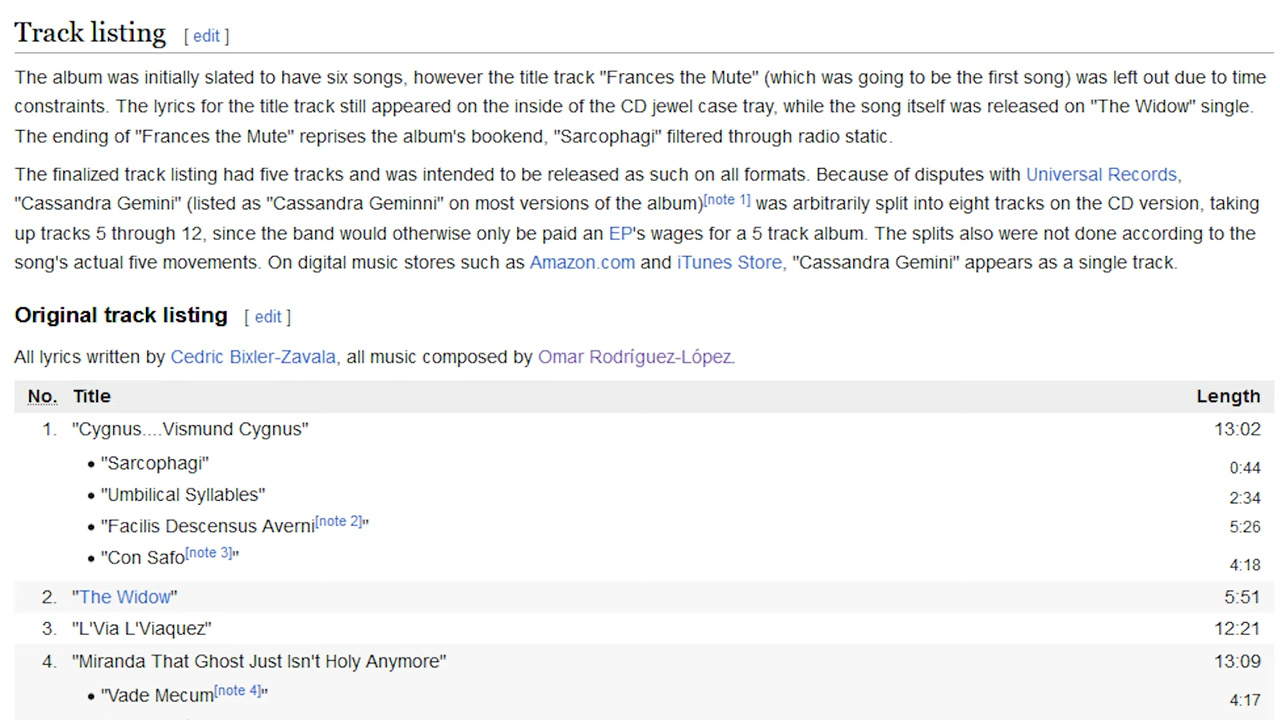 Track listing [ edit ]
The album was initially slated to have six songs, however the title track "Frances the Mute" (which was going to be the first song) was left out due to time
constraints. The lyrics for the title track still appeared on the inside of the CD jewel case tray, while the song itself was released on "The Widow" single.
The ending of "Frances the Mute" reprises the album's bookend, "Sarcophagi" filtered through radio static.
The finalized track listing had five tracks and was intended to be released as such on all formats. Because of disputes with Universal Records,
"Cassandra Gemini" (listed as "Cassandra Geminni" on most versions of the album)[note 1] was arbitrarily split into eight tracks on the CD version, taking
up tracks 5 through 12, since the band would otherwise only be paid an EP's wages for a 5 track album. The splits also were not done according to the
song's actual five movements. On digital music stores such as Amazon.com and iTunes Store, "Cassandra Gemini" appears as a single track.
Original track listing [ edit ]
All lyrics written by Cedric Bixler-Zavala, all music composed by Omar Rodríguez-López.
No. Title Length
1. "Cygnus....Vismund Cygnus" 13:02
• "Sarcophagi" 0:44
• "Umbilical Syllables" 2:34
• "Facilis Descensus Averni[note 2]" 5:26
• "Con Safo[note 3]" 4:18
2. "The Widow" 5:51
3. "L'Via L'Viaquez" 12:21
4. "Miranda That Ghost Just Isn't Holy Anymore" 13:09
• "Vade Mecum[note 4]" 4:17